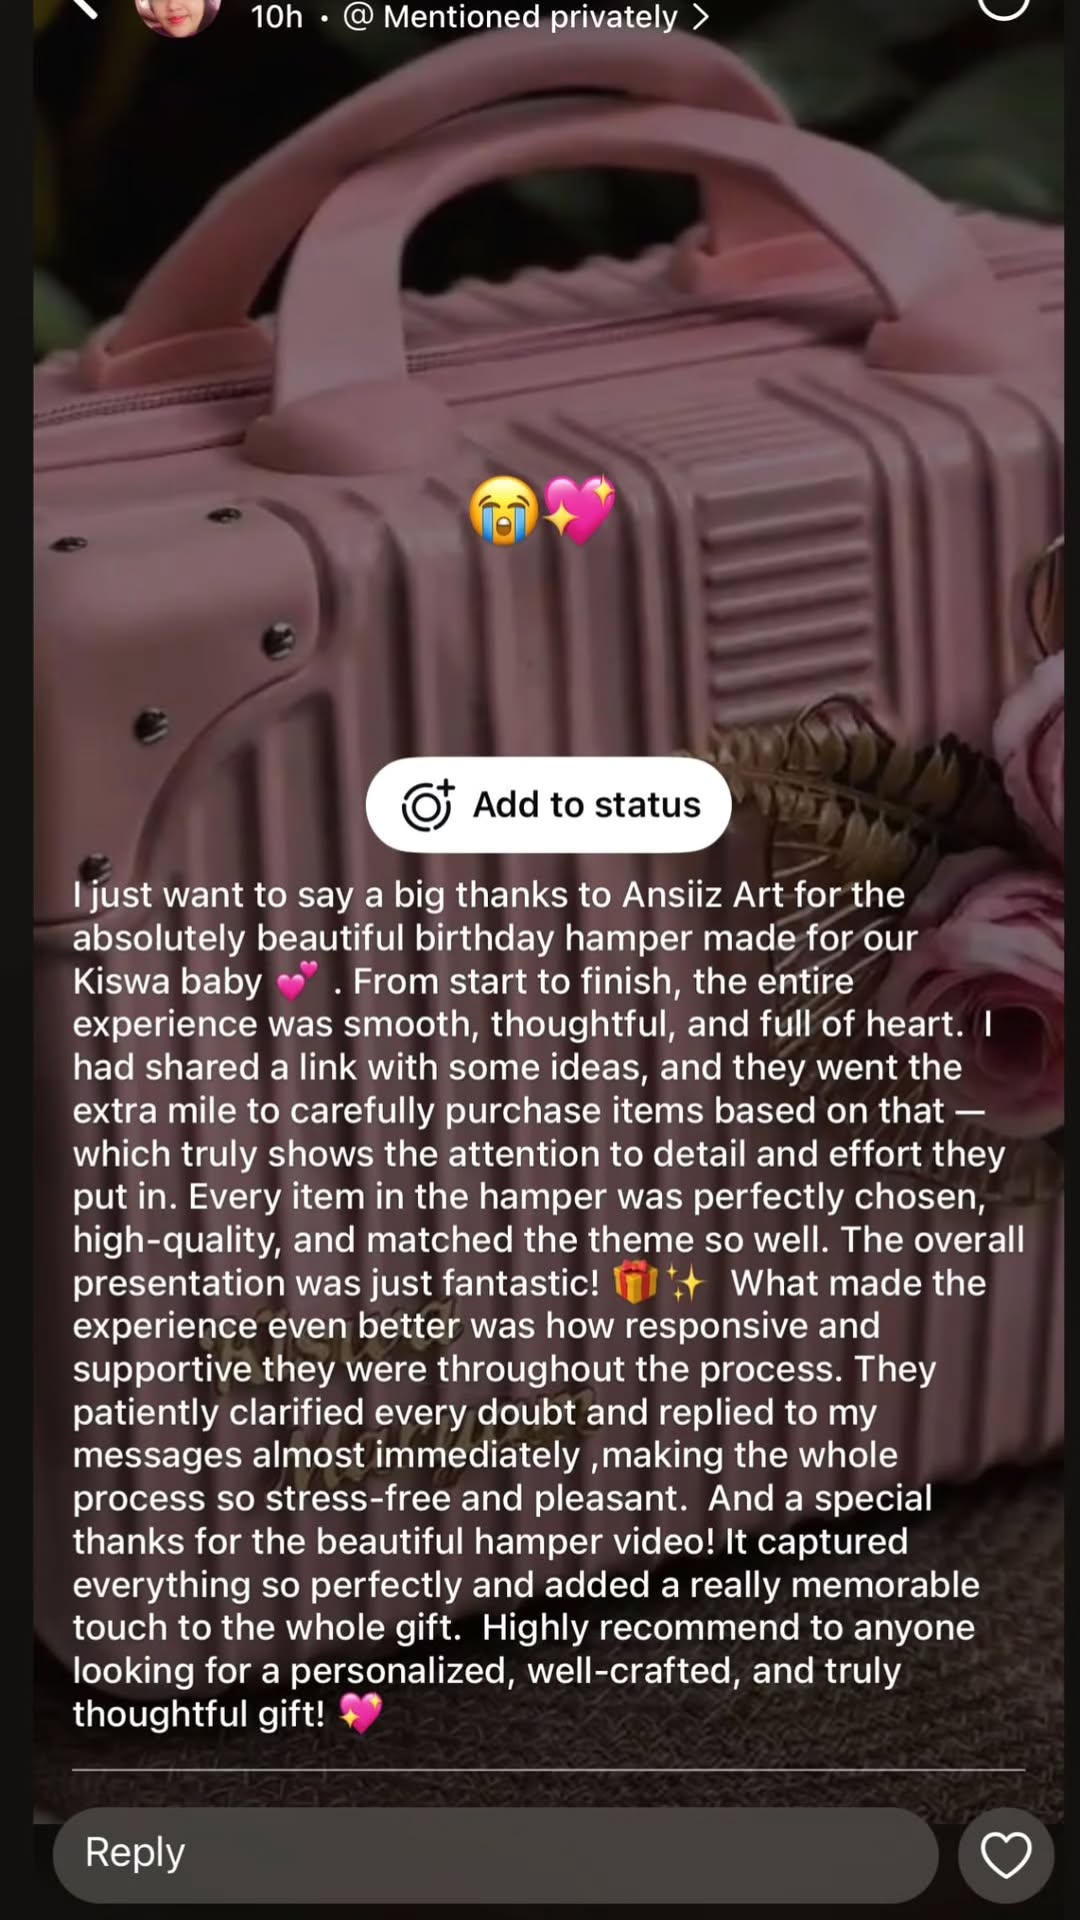 10h • @ Mentioned privately >
😭💖
Add to status
I just want to say a big thanks to Ansiiz Art for the
absolutely beautiful birthday hamper made for our
Kiswa baby 💕 . From start to finish, the entire
experience was smooth, thoughtful, and full of heart.  I
had shared a link with some ideas, and they went the
extra mile to carefully purchase items based on that —
which truly shows the attention to detail and effort they
put in. Every item in the hamper was perfectly chosen,
high-quality, and matched the theme so well. The overall
presentation was just fantastic! 🎁✨  What made the
experience even better was how responsive and
supportive they were throughout the process. They
patiently clarified every doubt and replied to my
messages almost immediately ,making the whole
process so stress-free and pleasant.  And a special
thanks for the beautiful hamper video! It captured
everything so perfectly and added a really memorable
touch to the whole gift.  Highly recommend to anyone
looking for a personalized, well-crafted, and truly
thoughtful gift! 💖
Kiswa
Reply